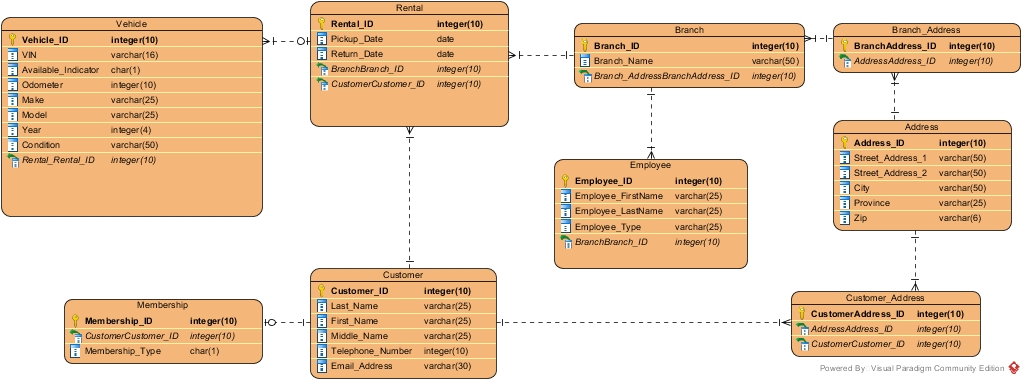 Vehicle
Vehicle_ID integer(10)
VIN varchar(16)
Available_Indicator char(1)
Odometer integer(10)
Make varchar(25)
Model varchar(25)
Year integer(4)
Condition varchar(50)
Rental_Rental_ID integer(10)
Rental
Rental_ID integer(10)
Pickup_Date date
Return_Date date
BranchBranch_ID integer(10)
CustomerCustomer_ID integer(10)
Branch
Branch_ID integer(10)
Branch_Name varchar(50)
Branch_AddressBranchAddress_ID integer(10)
Branch_Address
BranchAddress_ID integer(10)
AddressAddress_ID integer(10)
Address
Address_ID integer(10)
Street_Address_1 varchar(50)
Street_Address_2 varchar(50)
City varchar(50)
Province varchar(25)
Zip varchar(6)
Employee
Employee_ID integer(10)
Employee_FirstName varchar(25)
Employee_LastName varchar(25)
Employee_Type varchar(25)
BranchBranch_ID integer(10)
Customer
Customer_ID integer(10)
Last_Name varchar(25)
First_Name varchar(25)
Middle_Name varchar(25)
Telephone_Number integer(10)
Email_Address varchar(30)
Membership
Membership_ID integer(10)
CustomerCustomer_ID integer(10)
Membership_Type char(1)
Customer_Address
CustomerAddress_ID integer(10)
AddressAddress_ID integer(10)
CustomerCustomer_ID integer(10)
Powered By Visual Paradigm Community Edition